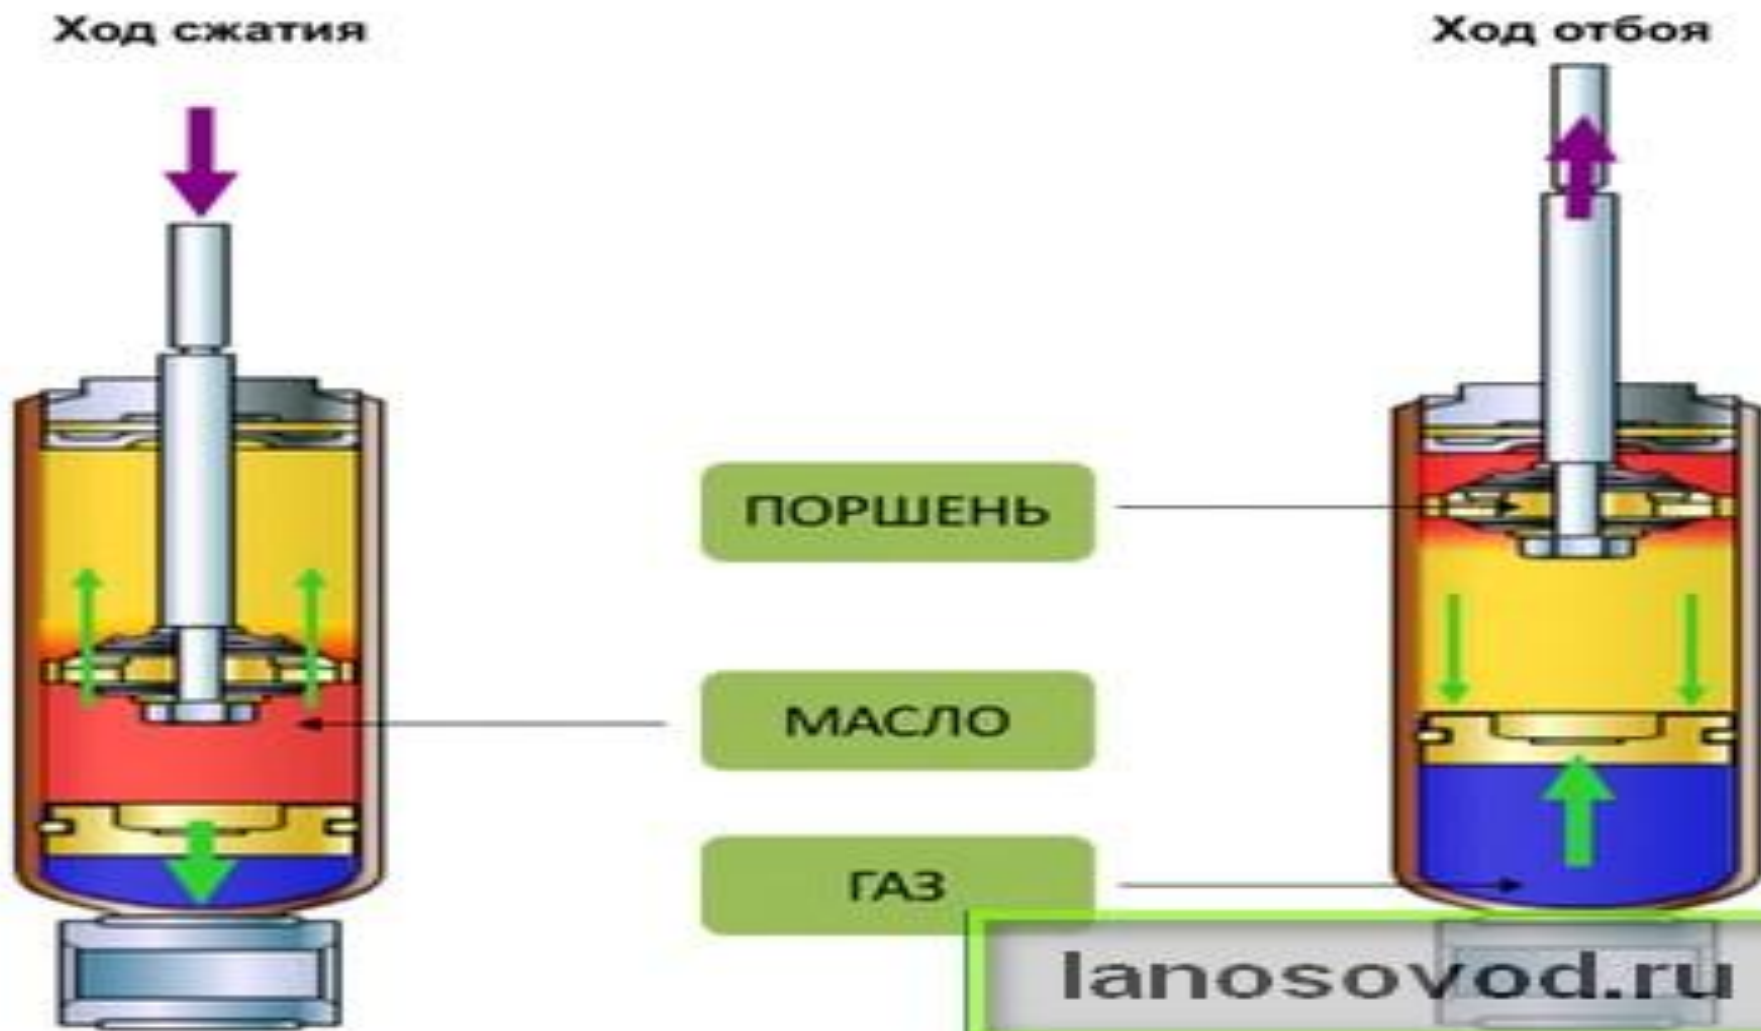 Ход сжатия
Ход отбоя
ПОРШЕНЬ
МАСЛО
ГАЗ
lanosovod.ru